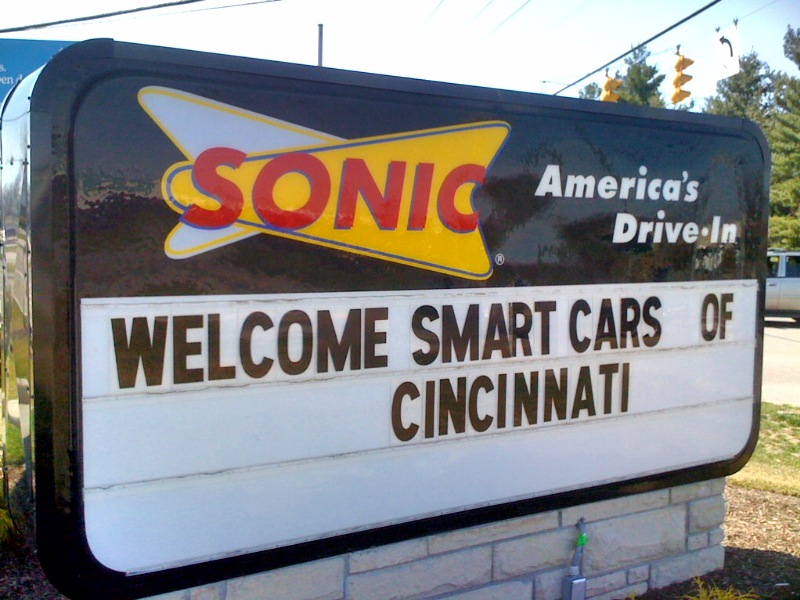 SONIC
®
America's
Drive-In
WELCOME SMART CARS OF
CINCINNATI